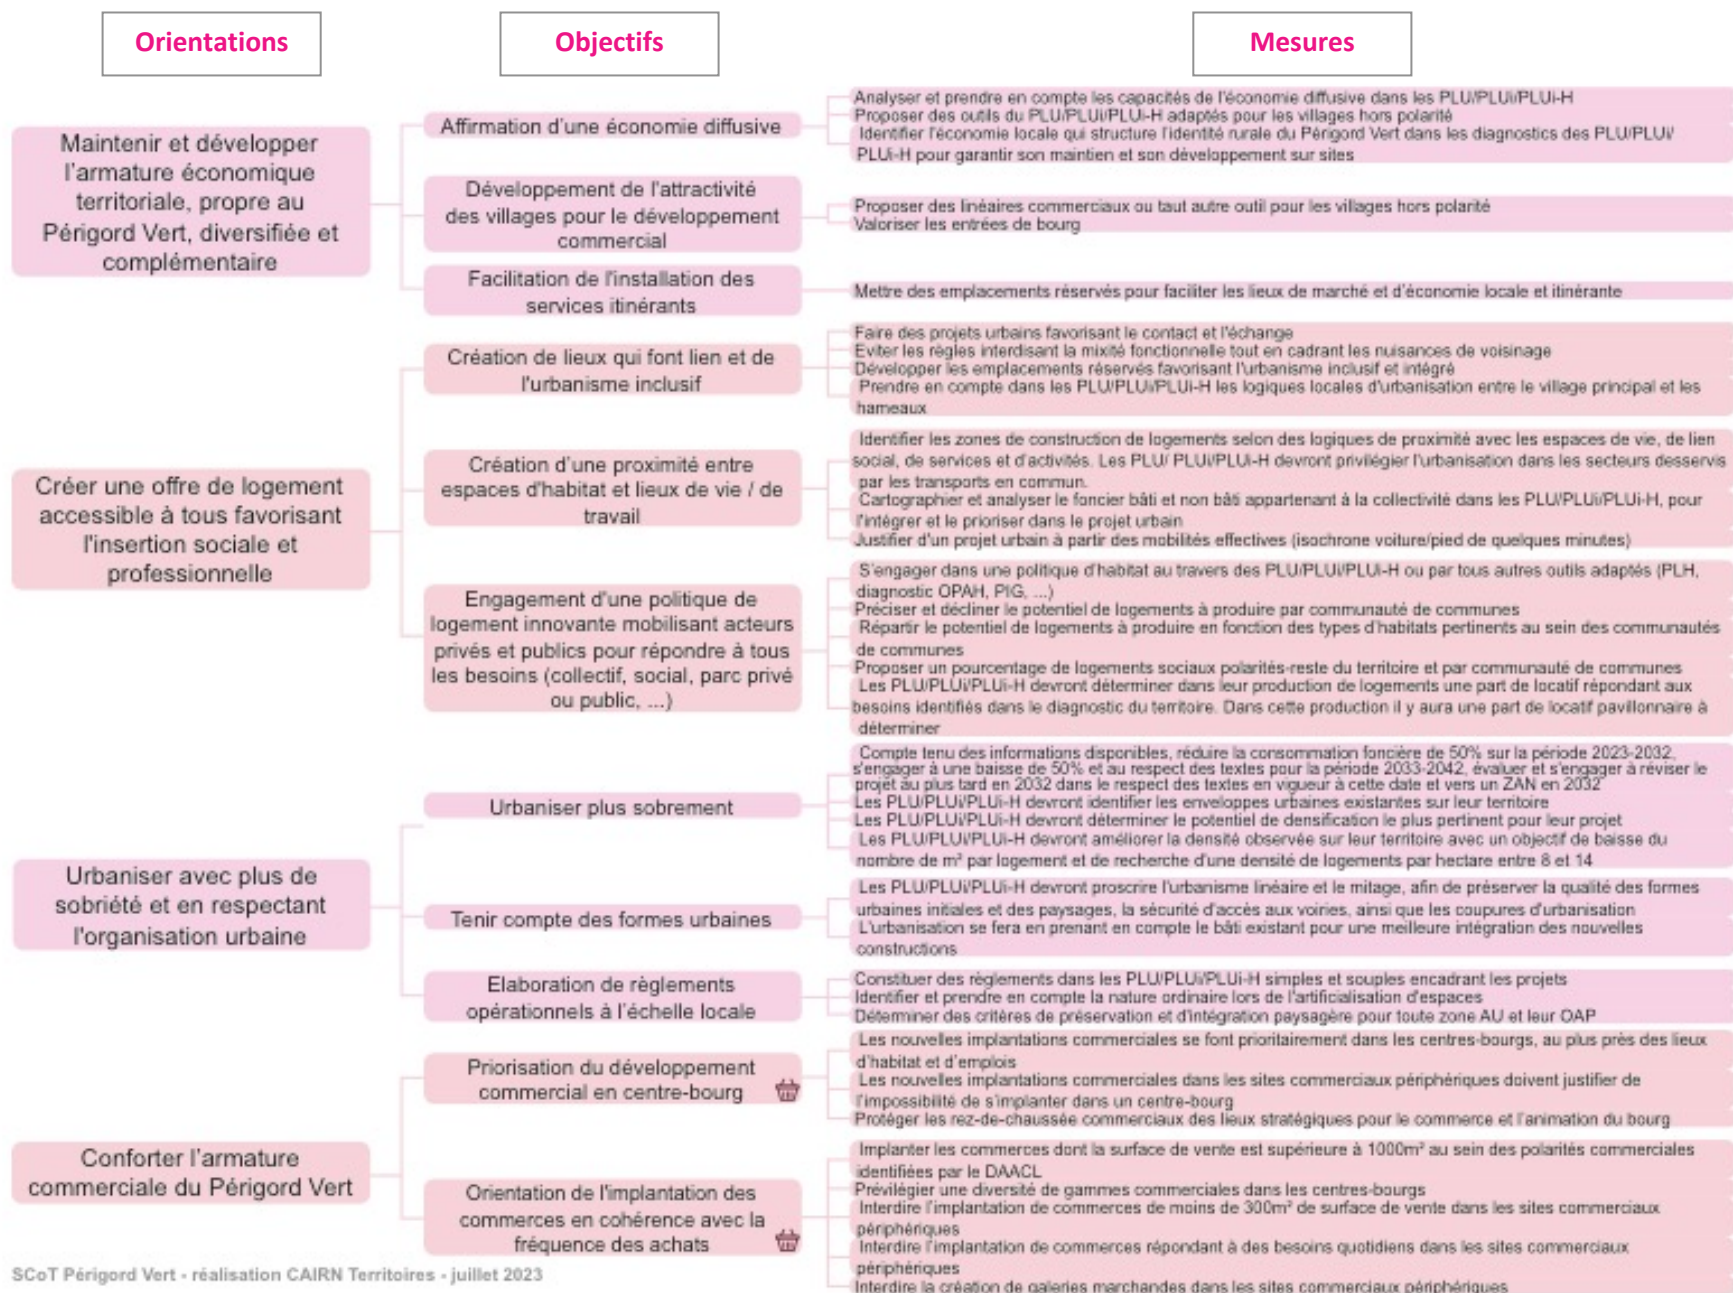 Orientations
Objectifs
Mesures
Maintenir et développer
l'armature économique
territoriale, propre au
Périgord Vert, diversifiée et
complémentaire
Affirmation d'une économie diffusive
Analyser et prendre en compte les capacités de l'économie diffusive dans les PLU/PLUi/PLUi-H
Proposer des outils du PLU/PLUi/PLUi-H adaptés pour les villages hors polarité
Identifier l'économie locale qui structure l'identité rurale du Périgord Vert dans les diagnostics des PLU/PLUi/
PLUi-H pour garantir son maintien et son développement sur sites
Développement de l'attractivité
des villages pour le développement
commercial
Proposer des linéaires commerciaux ou taut autre outil pour les villages hors polarité
Valoriser les entrées de bourg
Facilitation de l'installation des
services itinérants
Mettre des emplacements réservés pour faciliter les lieux de marché et d'économie locale et itinérante
Créer une offre de logement
accessible à tous favorisant
l'insertion sociale et
professionnelle
Création de lieux qui font lien et de
l'urbanisme inclusif
Faire des projets urbains favorisant le contact et l'échange
Eviter les règles interdisant la mixité fonctionnelle tout en cadrant les nuisances de voisinage
Développer les emplacements réservés favorisant l'urbanisme inclusif et intégré
Prendre en compte dans les PLU/PLUi/PLUi-H les logiques locales d'urbanisation entre le village principal et les
hameaux
Création d'une proximité entre
espaces d'habitat et lieux de vie / de
travail
Identifier les zones de construction de logements selon des logiques de proximité avec les espaces de vie, de lien
social, de services et d'activités. Les PLU/ PLUi/PLUi-H devront privilégier l'urbanisation dans les secteurs desservis
par les transports en commun.
Cartographier et analyser le foncier bâti et non bâti appartenant à la collectivité dans les PLU/PLUi/PLUi-H, pour
l'intégrer et le prioriser dans le projet urbain
Justifier d'un projet urbain à partir des mobilités effectives (isochrone voiture/pied de quelques minutes)
Engagement d'une politique de
logement innovante mobilisant acteurs
privés et publics pour répondre à tous
les besoins (collectif, social, parc privé
ou public, ...)
S'engager dans une politique d'habitat au travers des PLU/PLUi/PLUi-H ou par tous autres outils adaptés (PLH,
diagnostic OPAH, PIG, ...)
Préciser et décliner le potentiel de logements à produire par communauté de communes
Répartir le potentiel de logements à produire en fonction des types d'habitats pertinents au sein des communautés
de communes
Proposer un pourcentage de logements sociaux polarités-reste du territoire et par communauté de communes
Les PLU/PLUi/PLUi-H devront déterminer dans leur production de logements une part de locatif répondant aux
besoins identifiés dans le diagnostic du territoire. Dans cette production il y aura une part de locatif pavillonnaire à
déterminer
Urbaniser avec plus de
sobriété et en respectant
l'organisation urbaine
Urbaniser plus sobrement
Compte tenu des informations disponibles, réduire la consommation foncière de 50% sur la période 2023-2032,
s'engager à une baisse de 50% et au respect des textes pour la période 2033-2042, évaluer et s'engager à réviser le
projet au plus tard en 2032 dans le respect des textes en vigueur à cette date et vers un ZAN en 2032
Les PLU/PLUi/PLUi-H devront identifier les enveloppes urbaines existantes sur leur territoire
Les PLU/PLUi/PLUi-H devront déterminer le potentiel de densification le plus pertinent pour leur projet
Les PLU/PLUi/PLUi-H devront améliorer la densité observée sur leur territoire avec un objectif de baisse du
nombre de m² par logement et de recherche d'une densité de logements par hectare entre 8 et 14
Tenir compte des formes urbaines
Les PLU/PLUi/PLUi-H devront proscrire l'urbanisme linéaire et le mitage, afin de préserver la qualité des formes
urbaines initiales et des paysages, la sécurité d'accès aux voiries, ainsi que les coupures d'urbanisation
L'urbanisation se fera en prenant en compte le bâti existant pour une meilleure intégration des nouvelles
constructions
Elaboration de règlements
opérationnels à l'échelle locale
Constituer des règlements dans les PLU/PLUi/PLUi-H simples et souples encadrant les projets
Identifier et prendre en compte la nature ordinaire lors de l'artificialisation d'espaces
Déterminer des critères de préservation et d'intégration paysagère pour toute zone AU et leur OAP
Conforter l'armature
commerciale du Périgord Vert
Priorisation du développement
commercial en centre-bourg
Les nouvelles implantations commerciales se font prioritairement dans les centres-bourgs, au plus près des lieux
d'habitat et d'emplois
Les nouvelles implantations commerciales dans les sites commerciaux périphériques doivent justifier de
l'impossibilité de s'implanter dans un centre-bourg
Protéger les rez-de-chaussée commerciaux des lieux stratégiques pour le commerce et l'animation du bourg
Orientation de l'implantation des
commerces en cohérence avec la
fréquence des achats
Implanter les commerces dont la surface de vente est supérieure à 1000m² au sein des polarités commerciales
identifiées par le DAACL
Prévilégier une diversité de gammes commerciales dans les centres-bourgs
Interdire l'implantation de commerces de moins de 300m² de surface de vente dans les sites commerciaux
périphériques
Interdire l'implantation de commerces répondant à des besoins quotidiens dans les sites commerciaux
périphériques
Interdire la création de galeries marchandes dans les sites commerciaux périphériques
SCoT Périgord Vert - réalisation CAIRN Territoires - juillet 2023